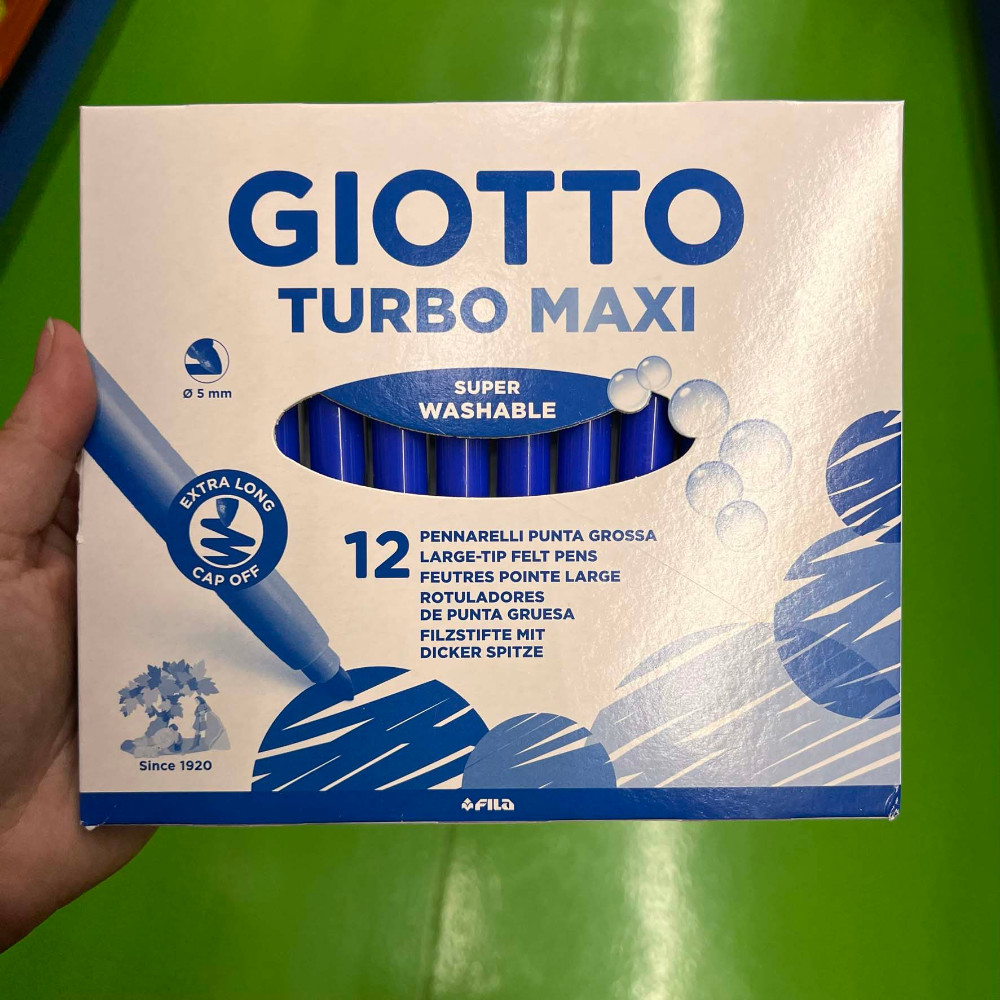 GIOTTO
TURBO MAXI
Ø 5 mm
SUPER
WASHABLE
EXTRA LONG
CAP OFF
12
PENNARELLI PUNTA GROSSA
LARGE-TIP FELT PENS
FEUTRES POINTE LARGE
ROTULADORES
DE PUNTA GRUESA
FILZSTIFTE MIT
DICKER SPITZE
Since 1920
FILA